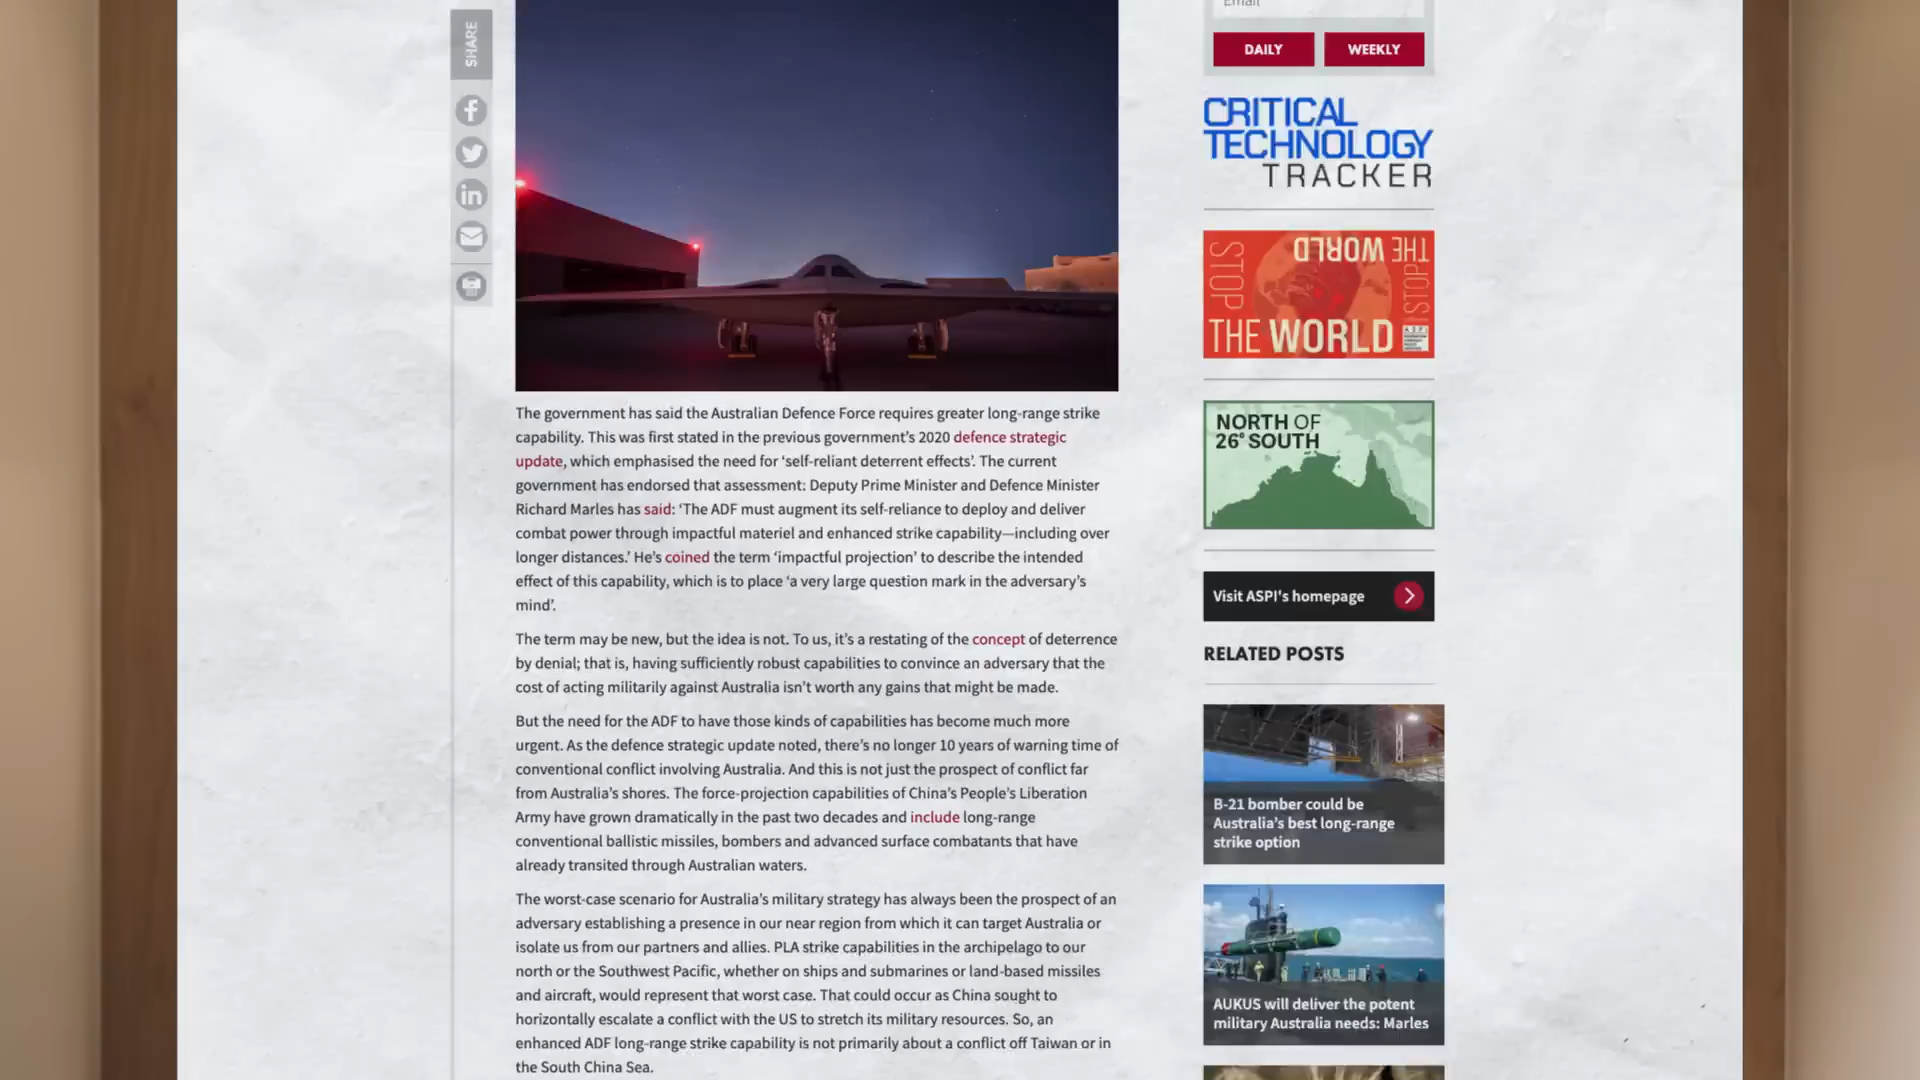 SHARE
The government has said the Australian Defence Force requires greater long-range strike
capability. This was first stated in the previous government's 2020 defence strategic
update, which emphasised the need for ‘self-reliant deterrent effects’. The current
government has endorsed that assessment: Deputy Prime Minister and Defence Minister
Richard Marles has said: ‘The ADF must augment its self-reliance to deploy and deliver
combat power through impactful materiel and enhanced strike capability—including over
longer distances.’ He's coined the term ‘impactful projection’ to describe the intended
effect of this capability, which is to place ‘a very large question mark in the adversary's
mind’.
The term may be new, but the idea is not. To us, it's a restating of the concept of deterrence
by denial; that is, having sufficiently robust capabilities to convince an adversary that the
cost of acting militarily against Australia isn't worth any gains that might be made.
But the need for the ADF to have those kinds of capabilities has become much more
urgent. As the defence strategic update noted, there's no longer 10 years of warning time of
conventional conflict involving Australia. And this is not just the prospect of conflict far
from Australia's shores. The force-projection capabilities of China's People's Liberation
Army have grown dramatically in the past two decades and include long-range
conventional ballistic missiles, bombers and advanced surface combatants that have
already transited through Australian waters.
The worst-case scenario for Australia's military strategy has always been the prospect of an
adversary establishing a presence in our near region from which it can target Australia or
isolate us from our partners and allies. PLA strike capabilities in the archipelago to our
north or the Southwest Pacific, whether on ships and submarines or land-based missiles
and aircraft, would represent that worst case. That could occur as China sought to
horizontally escalate a conflict with the US to stretch its military resources. So, an
enhanced ADF long-range strike capability is not primarily about a conflict off Taiwan or in
the South China Sea.
Email
DAILY
WEEKLY
CRITICAL
TECHNOLOGY
TRACKER
THE WORLD
STOP
STOP
THE WORLD
NORTH OF
26° SOUTH
Visit ASPI's homepage
RELATED POSTS
B-21 bomber could be
Australia's best long-range
strike option
AUKUS will deliver the potent
military Australia needs: Marles